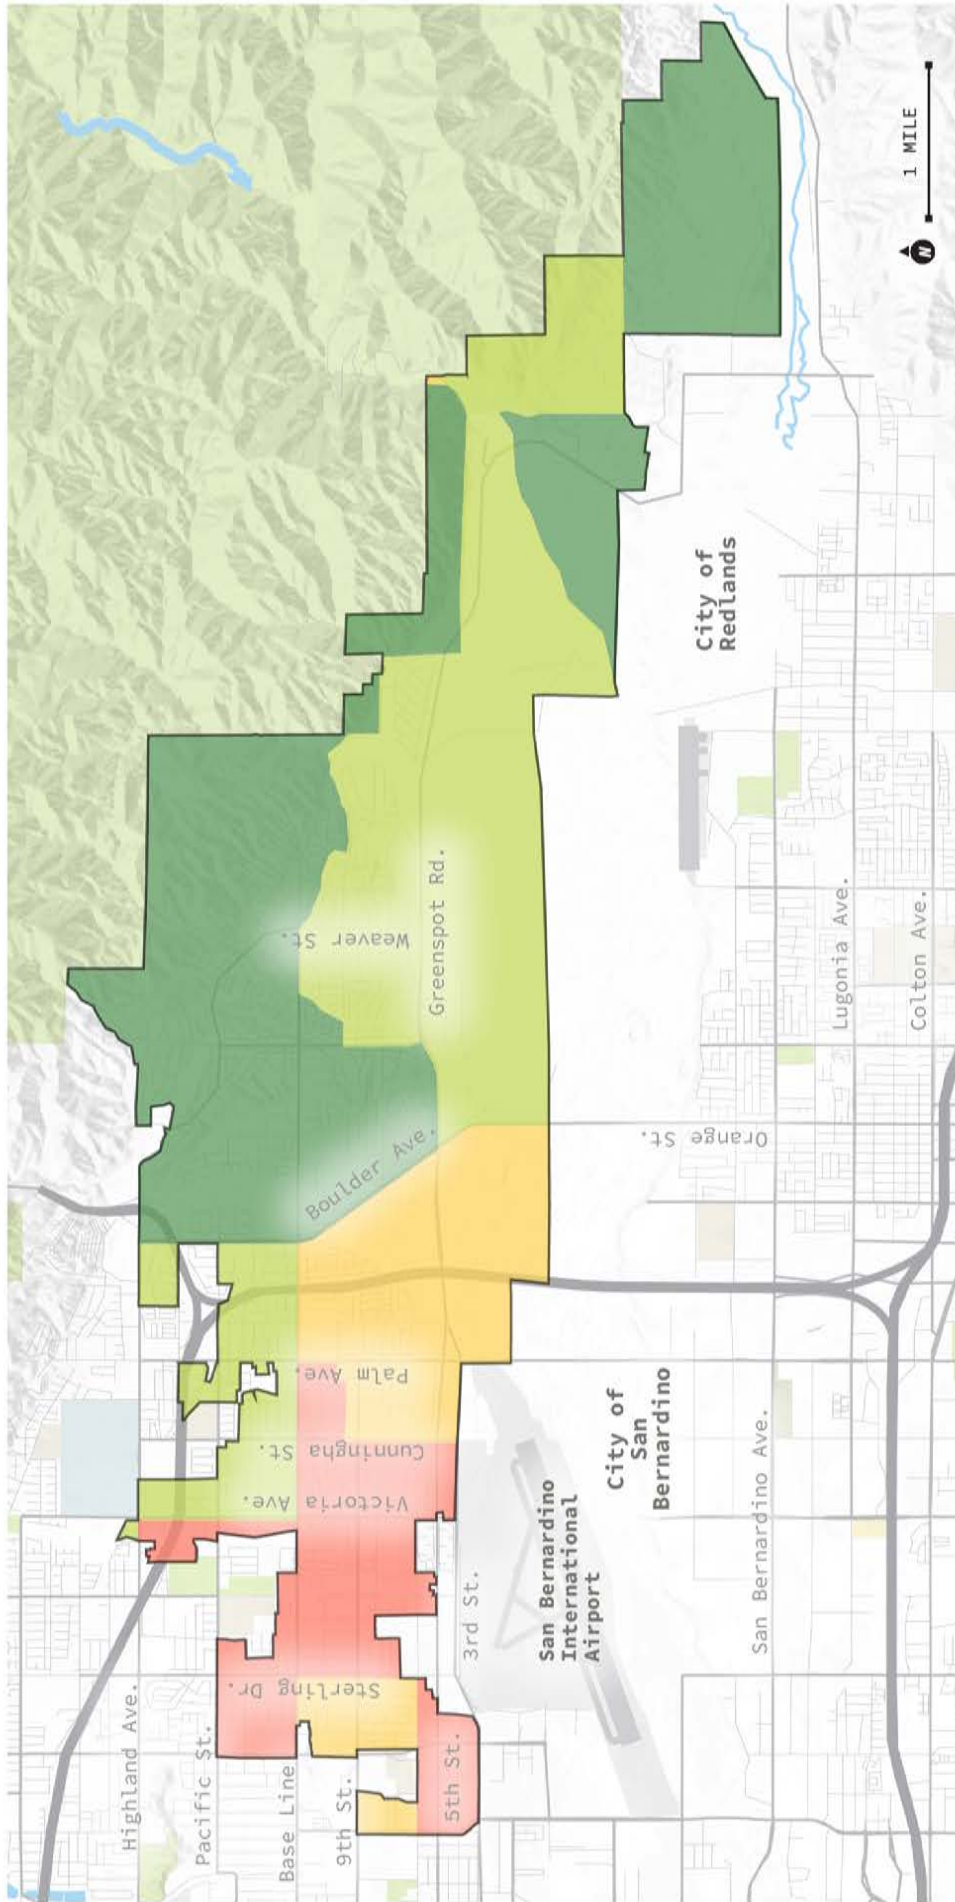 Highland Ave.
Pacific St.
Base Line
9th St.
5th St.
Sterling Dr.
Victoria Ave.
Cunningha St.
Palm Ave.
3rd St.
San Bernardino
International
Airport
City of
San
Bernardino
San Bernardino Ave.
Boulder Ave.
Orange St.
Greenspot Rd.
Weaver St.
Lugonia Ave.
Colton Ave.
City of
Redlands
N
1 MILE